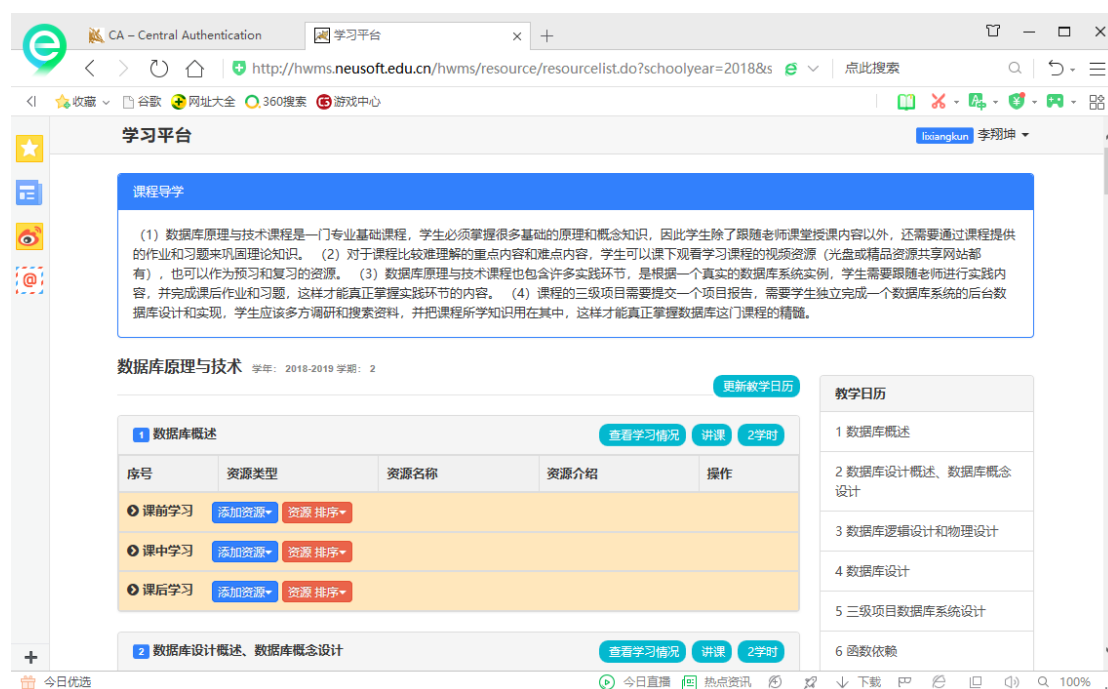 CA – Central Authentication
学习平台
http://hwms.neusoft.edu.cn/hwms/resource/resourcelist.do?schoolyear=2018&s
点此搜索
收藏
谷歌
网址大全
360搜索
游戏中心
学习平台
lixiangkun 李翔坤
课程导学
（1）数据库原理与技术课程是一门专业基础课程，学生必须掌握很多基础的原理和概念知识，因此学生除了跟随老师课堂授课内容以外，还需要通过课程提供
的作业和习题来巩固理论知识。 （2）对于课程比较难理解的重点内容和难点内容，学生可以课下观看学习课程的视频资源（光盘或精品资源共享网站都
有），也可以作为预习和复习的资源。 （3）数据库原理与技术课程也包含许多实践环节，是根据一个真实的数据库系统实例，学生需要跟随老师进行实践内
容，并完成课后作业和习题，这样才能真正掌握实践环节的内容。 （4）课程的三级项目需要提交一个项目报告，需要学生独立完成一个数据库系统的后台数
据库设计和实现，学生应该多方调研和搜素资料，并把课程所学知识用在其中，这样才能真正掌握数据库这门课程的精髓。
数据库原理与技术 学年： 2018-2019 学期： 2
更新教学日历
1 数据库概述 查看学习情况 讲课 2学时
序号 资源类型 资源名称 资源介绍 操作
课前学习 添加资源 资源 排序
课中学习 添加资源 资源 排序
课后学习 添加资源 资源 排序
2 数据库设计概述、数据库概念设计 查看学习情况 讲课 2学时
教学日历
1 数据库概述
2 数据库设计概述、数据库概念
设计
3 数据库逻辑设计和物理设计
4 数据库设计
5 三级项目数据库系统设计
6 函数依赖
今日优选
今日直播
热点资讯
下载
100%